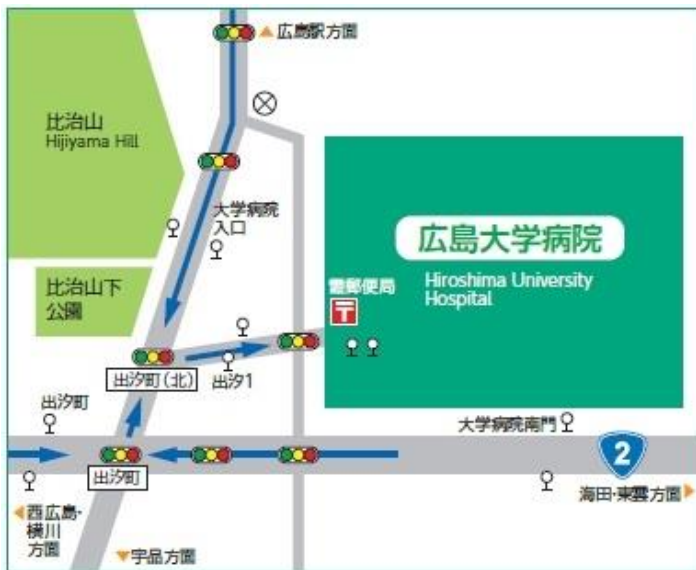 広島駅方面
比治山
Hijiyama Hill
大学病院
入口
広島大学病院
Hiroshima University
Hospital
霞郵便局
比治山下
公園
出汐町(北)
出汐1
出汐町
大学病院南門
2
出汐町
海田・東雲方面
西広島・
横川
方面
宇品方面